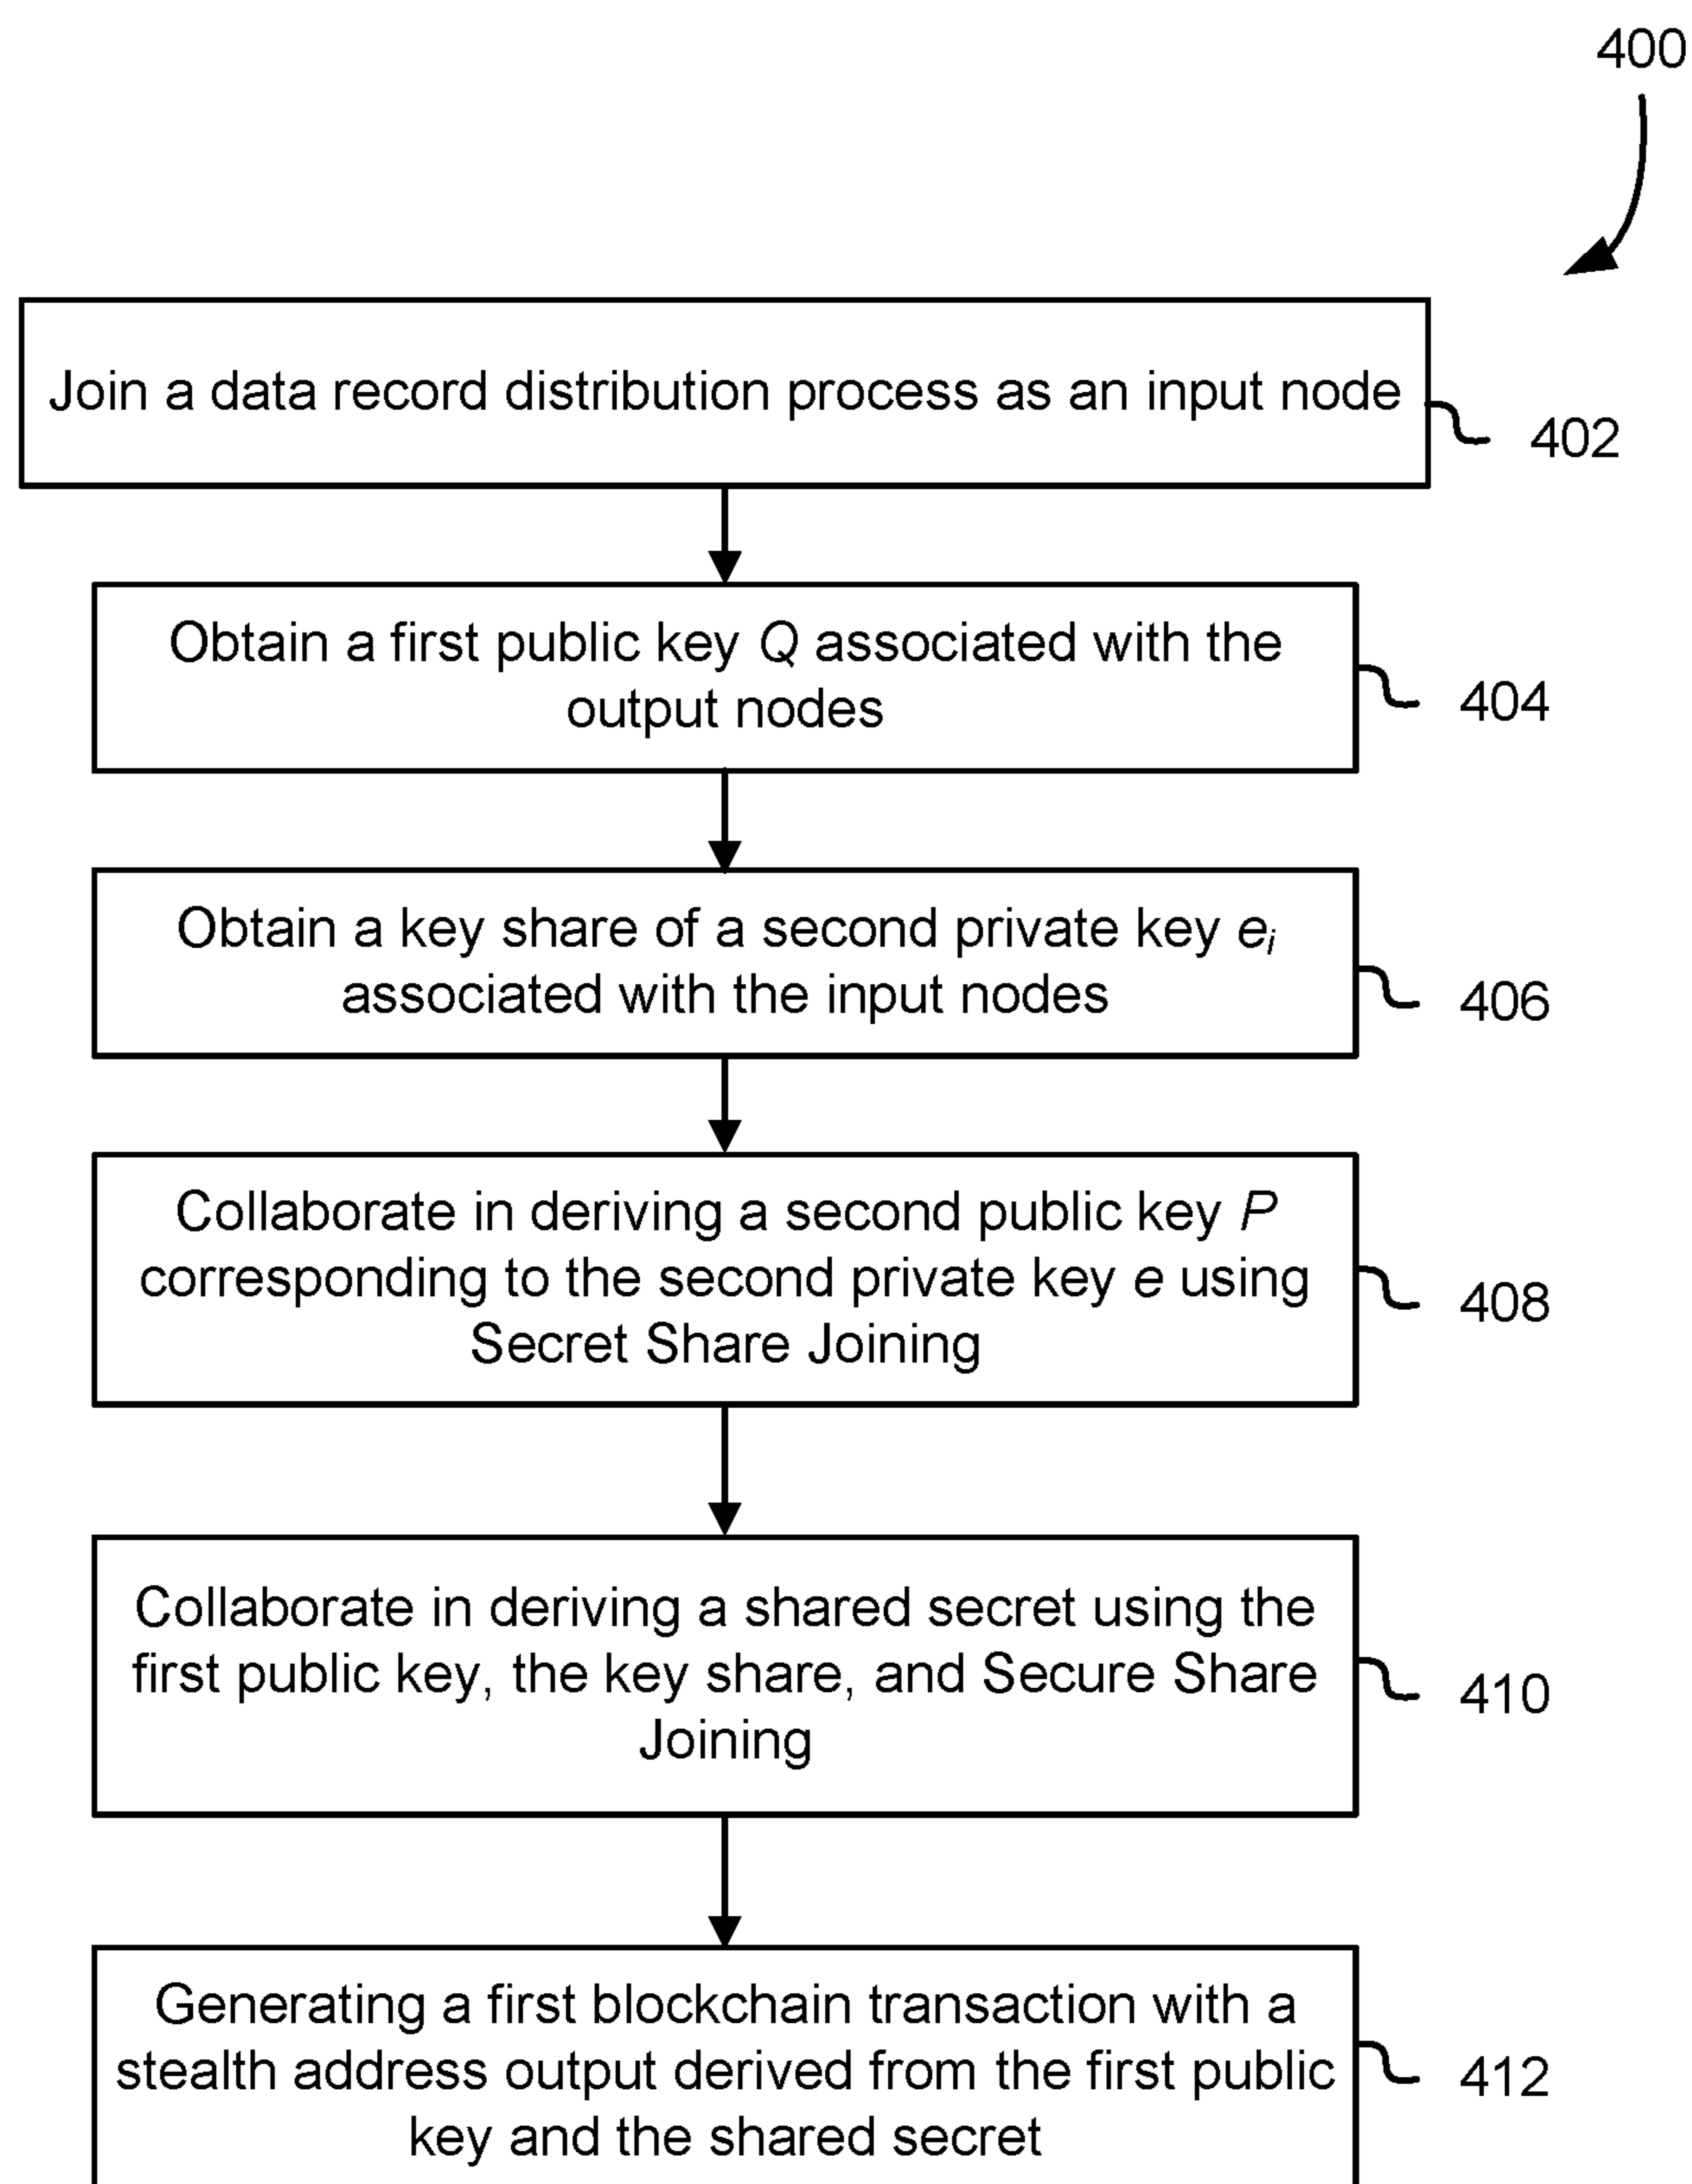 400
Join a data record distribution process as an input node
402
Obtain a first public key Q associated with the
output nodes
404
Obtain a key share of a second private key eᵢ
associated with the input nodes
406
Collaborate in deriving a second public key P
corresponding to the second private key e using
Secret Share Joining
408
Collaborate in deriving a shared secret using the
first public key, the key share, and Secure Share
Joining
410
Generating a first blockchain transaction with a
stealth address output derived from the first public
key and the shared secret
412